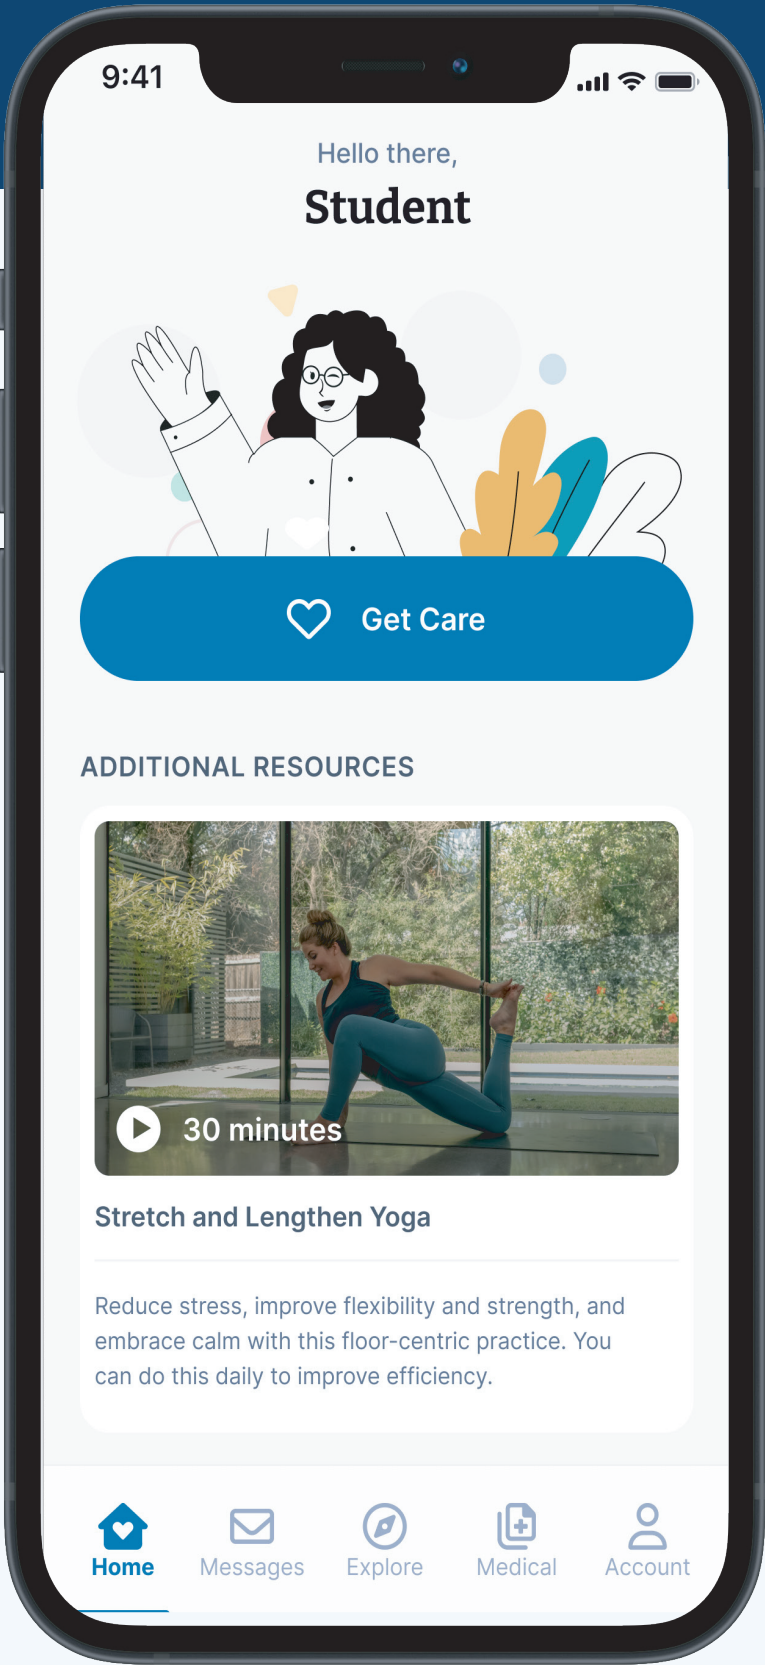 9:41
Hello there,
Student
Get Care
ADDITIONAL RESOURCES
30 minutes
Stretch and Lengthen Yoga
Reduce stress, improve flexibility and strength, and
embrace calm with this floor-centric practice. You
can do this daily to improve efficiency.
Home Messages Explore Medical Account